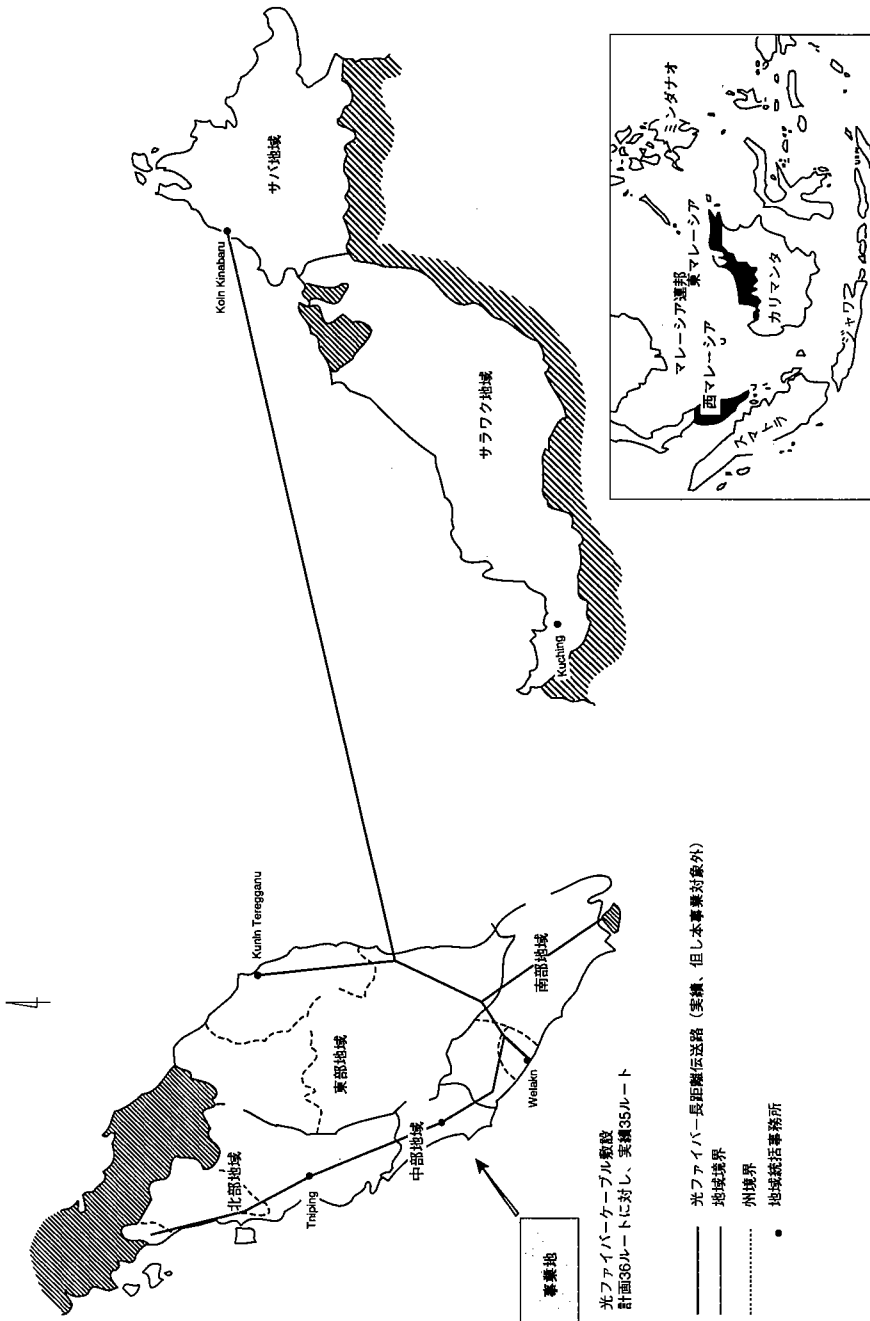 サバ地域
Koln Kinabaru
サラワク地域
Kuching
Kunln Teregganu
東部地域
北部地域
Tnlping
中部地域
南部地域
Welakn
事業地
光ファイバーケーブル敷設
計画36ルートに対し、実績35ルート
光ファイバー長距離伝送路（実績、但し本事業対象外）
地域境界
州境界
地域統括事務所
マレーシア連邦
西マレーシア
東マレーシア
ミンダナオ
カリマンタ
スマトラ
ジャワ